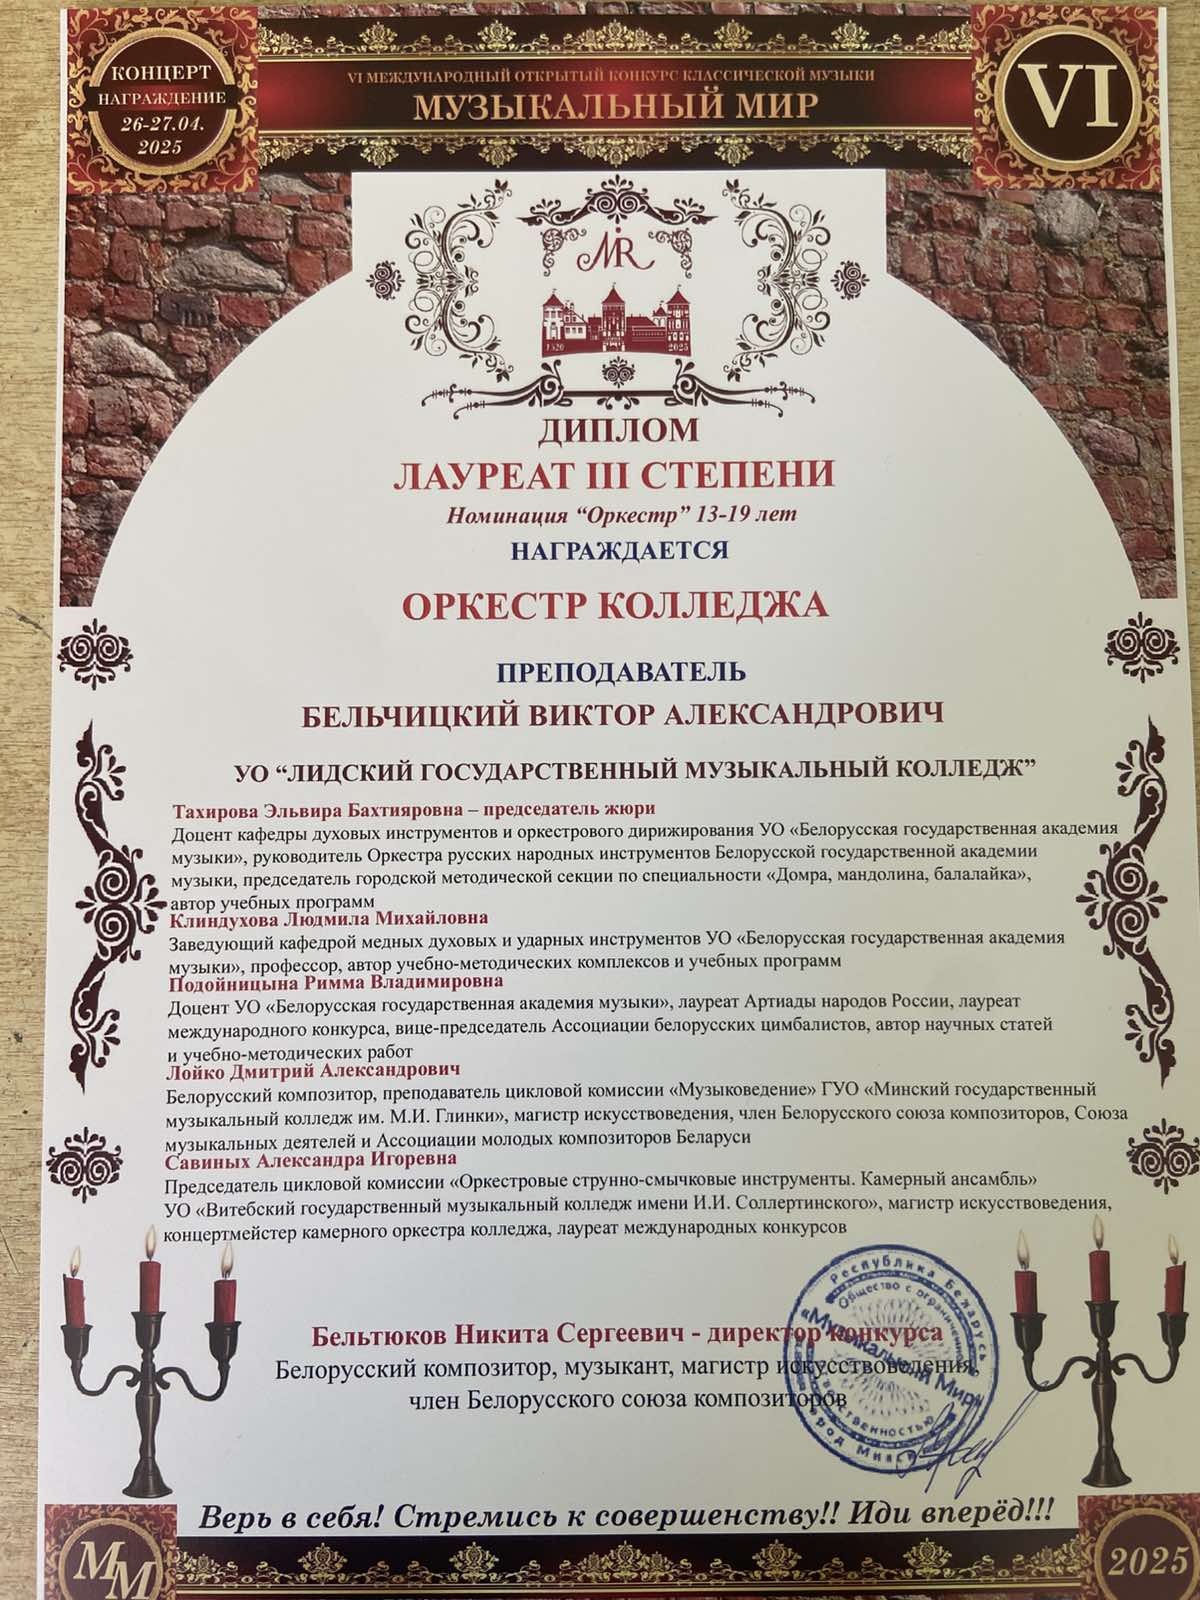 КОНЦЕРТ
НАГРАЖДЕНИЕ
26-27.04.
2025
VI МЕЖДУНАРОДНЫЙ ОТКРЫТЫЙ КОНКУРС КЛАССИЧЕСКОЙ МУЗЫКИ
МУЗЫКАЛЬНЫЙ МИР
VI
MİR
1520 2025
ДИПЛОМ
ЛАУРЕАТ III СТЕПЕНИ
Номинация “Оркестр” 13-19 лет
НАГРАЖДАЕТСЯ
ОРКЕСТР КОЛЛЕДЖА
ПРЕПОДАВАТЕЛЬ
БЕЛЬЧИЦКИЙ ВИКТОР АЛЕКСАНДРОВИЧ
УО “ЛИДСКИЙ ГОСУДАРСТВЕННЫЙ МУЗЫКАЛЬНЫЙ КОЛЛЕДЖ”
Тахирова Эльвира Бахтияровна – председатель жюри
Доцент кафедры духовых инструментов и оркестрового дирижирования УО «Белорусская государственная академия
музыки», руководитель Оркестра русских народных инструментов Белорусской государственной академии
музыки, председатель городской методической секции по специальности «Домра, мандолина, балалайка»,
автор учебных программ
Клиндухова Людмила Михайловна
Заведующий кафедрой медных духовых и ударных инструментов УО «Белорусская государственная академия
музыки», профессор, автор учебно-методических комплексов и учебных программ
Подойницына Римма Владимировна
Доцент УО «Белорусская государственная академия музыки», лауреат Артиады народов России, лауреат
международного конкурса, вице-председатель Ассоциации белорусских цимбалистов, автор научных статей
и учебно-методических работ
Лойко Дмитрий Александрович
Белорусский композитор, преподаватель цикловой комиссии «Музыковедение» ГУО «Минский государственный
музыкальный колледж им. М.И. Глинки», магистр искусствоведения, член Белорусского союза композиторов, Союза
музыкальных деятелей и Ассоциации молодых композиторов Беларуси
Савиных Александра Игоревна
Председатель цикловой комиссии «Оркестровые струнно-смычковые инструменты. Камерный ансамбль»
УО «Витебский государственный музыкальный колледж имени И.И. Соллертинского», магистр искусствоведения,
концертмейстер камерного оркестра колледжа, лауреат международных конкурсов
Бельтюков Никита Сергеевич - директор конкурса
Белорусский композитор, музыкант, магистр искусствоведения,
член Белорусского союза композиторов
Республика Беларусь
Общество с ограниченной
«Музыкальный Мир»
ответственностью
город Минск
Верь в себя! Стремись к совершенству!! Иди вперёд!!!
ММ
2025